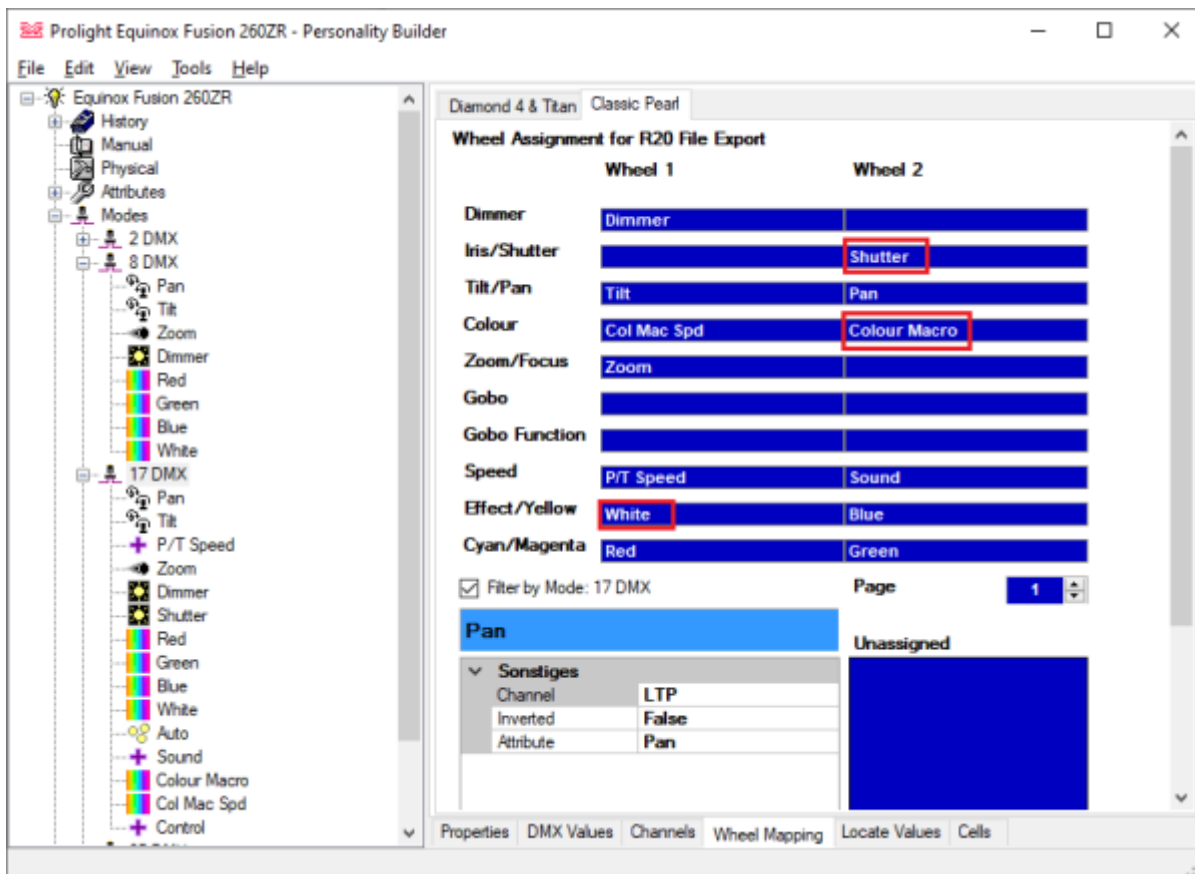 Prolight Equinox Fusion 260ZR - Personality Builder
File Edit View Tools Help
Equinox Fusion 260ZR
History
Manual
Physical
Attributes
Modes
2 DMX
8 DMX
Pan
Tilt
Zoom
Dimmer
Red
Green
Blue
White
17 DMX
Pan
Tilt
P/T Speed
Zoom
Dimmer
Shutter
Red
Green
Blue
White
Auto
Sound
Colour Macro
Col Mac Spd
Control
Diamond 4 & Titan Classic Pearl
Wheel Assignment for R20 File Export
Wheel 1 Wheel 2
Dimmer Dimmer
Iris/Shutter Shutter
Tilt/Pan Tilt Pan
Colour Col Mac Spd Colour Macro
Zoom/Focus Zoom
Gobo
Gobo Function
Speed P/T Speed Sound
Effect/Yellow White Blue
Cyan/Magenta Red Green
Filter by Mode: 17 DMX Page 1
Pan
Unassigned
Sonstiges
Channel LTP
Inverted False
Attribute Pan
Properties DMX Values Channels Wheel Mapping Locate Values Cells